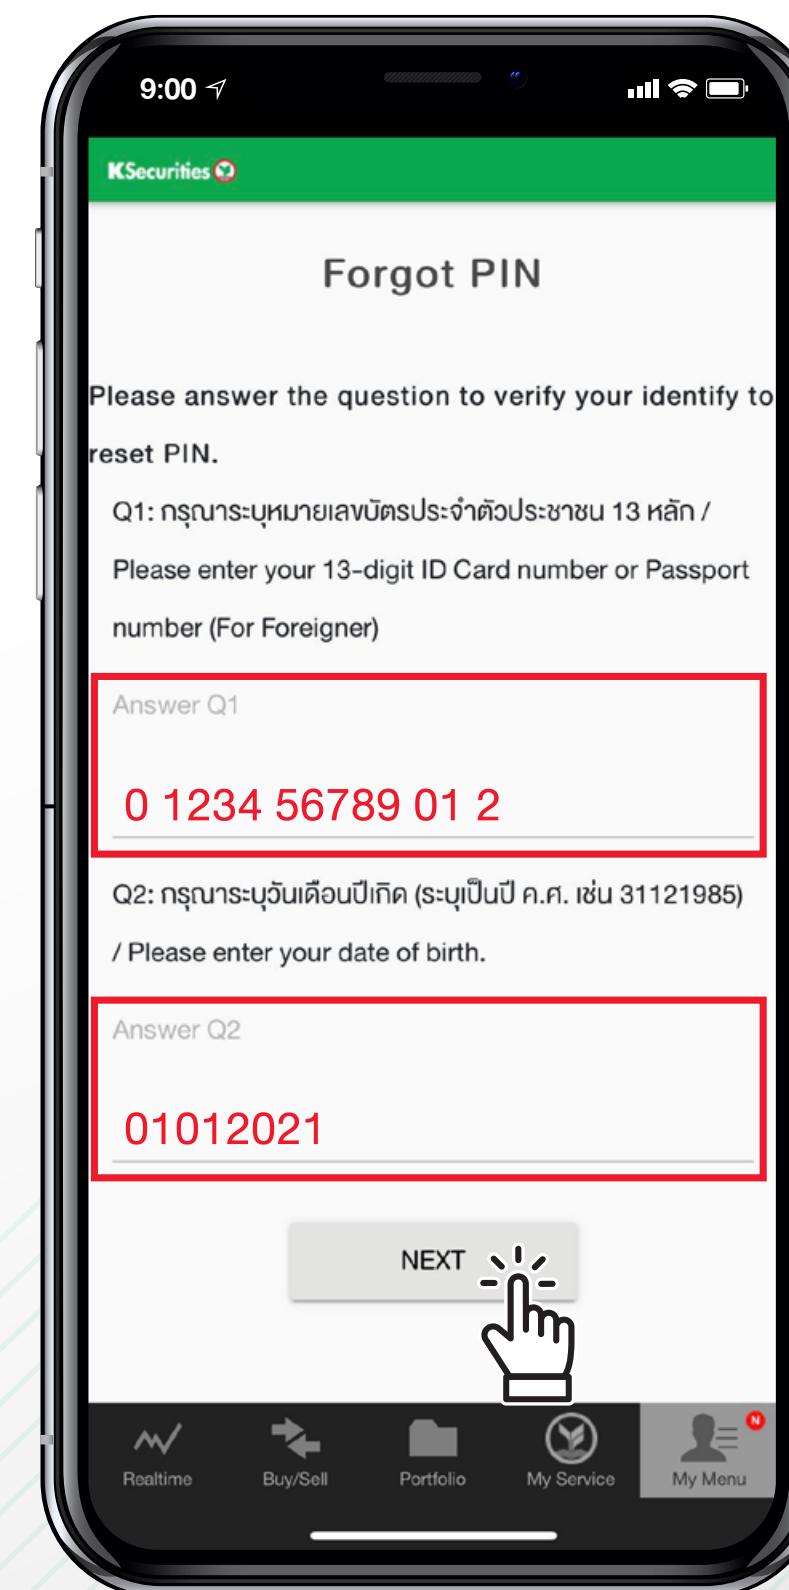 9:00
KSecurities
Forgot PIN
Please answer the question to verify your identify to
reset PIN.
Q1: กรุณาระบุหมายเลขบัตรประจำตัวประชาชน 13 หลัก /
Please enter your 13-digit ID Card number or Passport
number (For Foreigner)
Answer Q1
0 1234 56789 01 2
Q2: กรุณาระบุวันเดือนปีเกิด (ระบุเป็นปี ค.ศ. เช่น 31121985)
/ Please enter your date of birth.
Answer Q2
01012021
NEXT
N
Realtime Buy/Sell Portfolio My Service My Menu